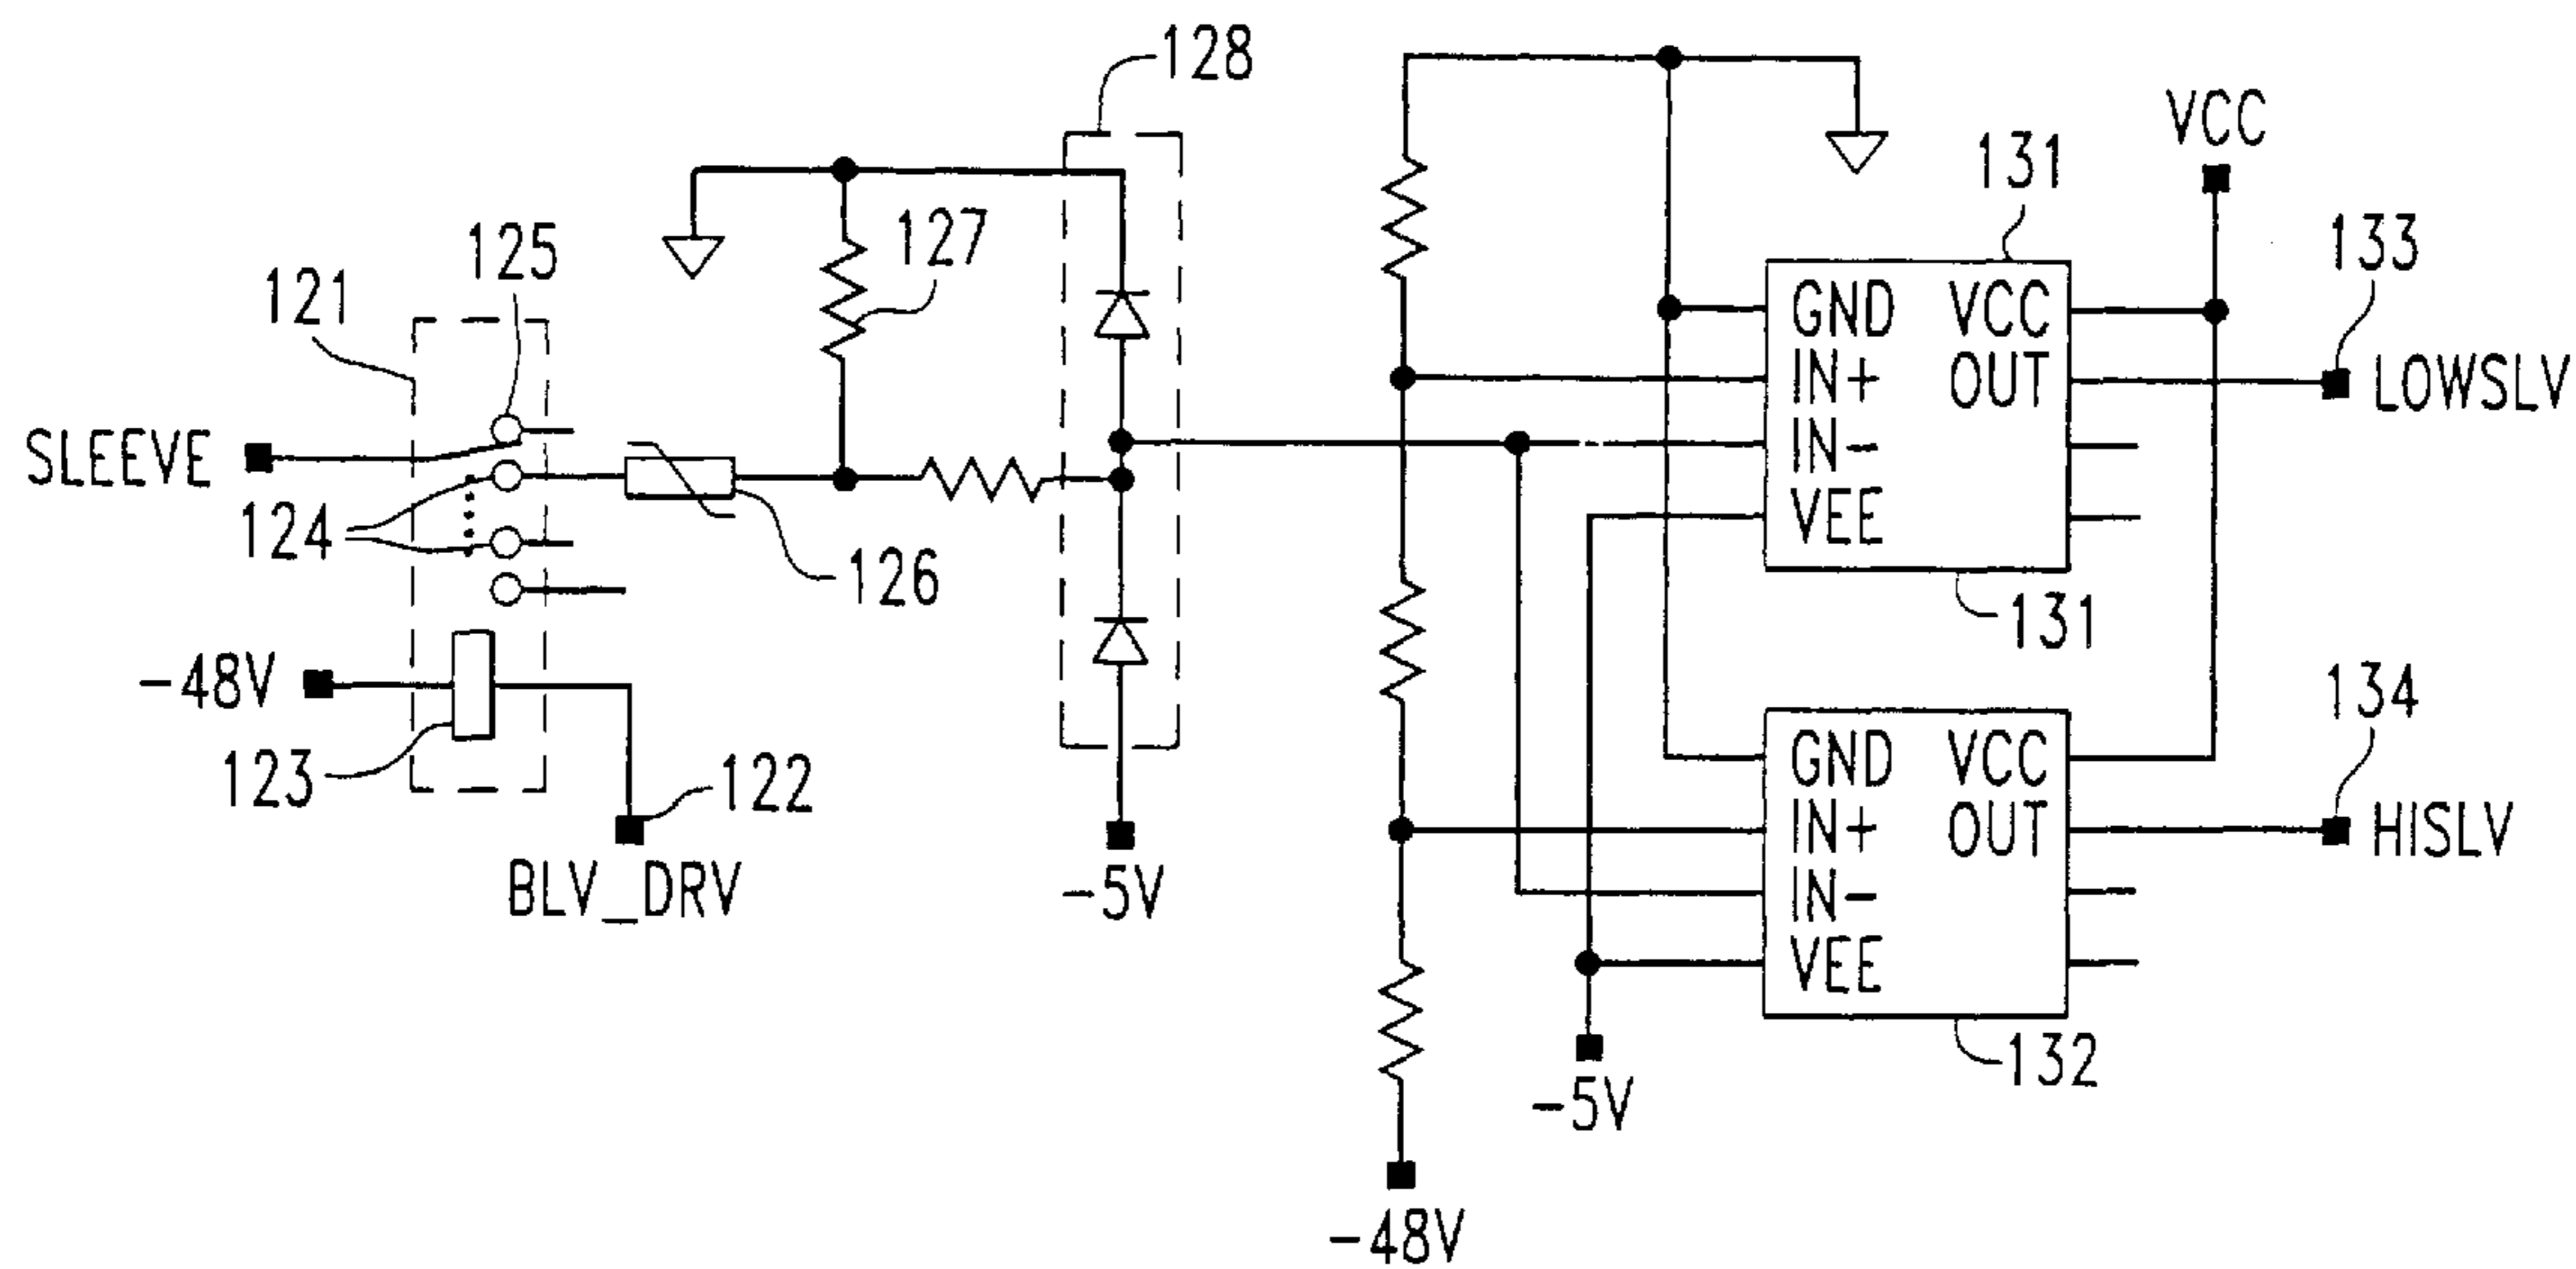 128
VCC
131
125
127
133
121
GND VCC
IN+ OUT
LOWSLV
SLEEVE
IN-
124
VEE
126
131
-48V
134
123
122
GND VCC
IN+ OUT
HISLV
BLV_DRV
-5V
IN-
VEE
132
-5V
-48V